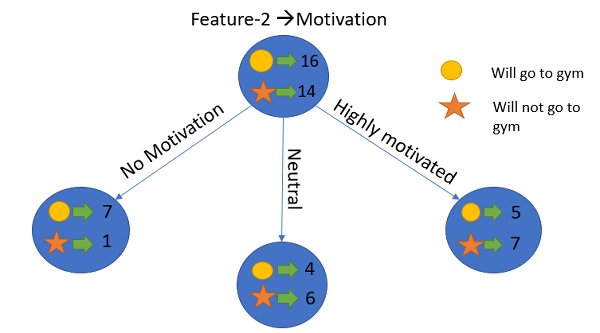 Feature-2 →Motivation
16
14
Will go to gym
Will not go to
gym
No Motivation
Neutral
Highly motivated
7
1
4
6
5
7